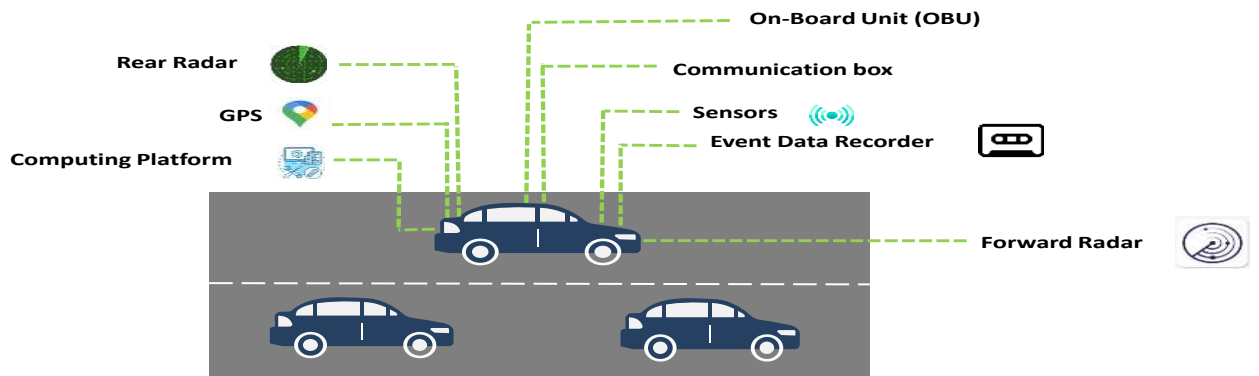 On-Board Unit (OBU)
Rear Radar
Communication box
GPS
Sensors
Event Data Recorder
Computing Platform
Forward Radar